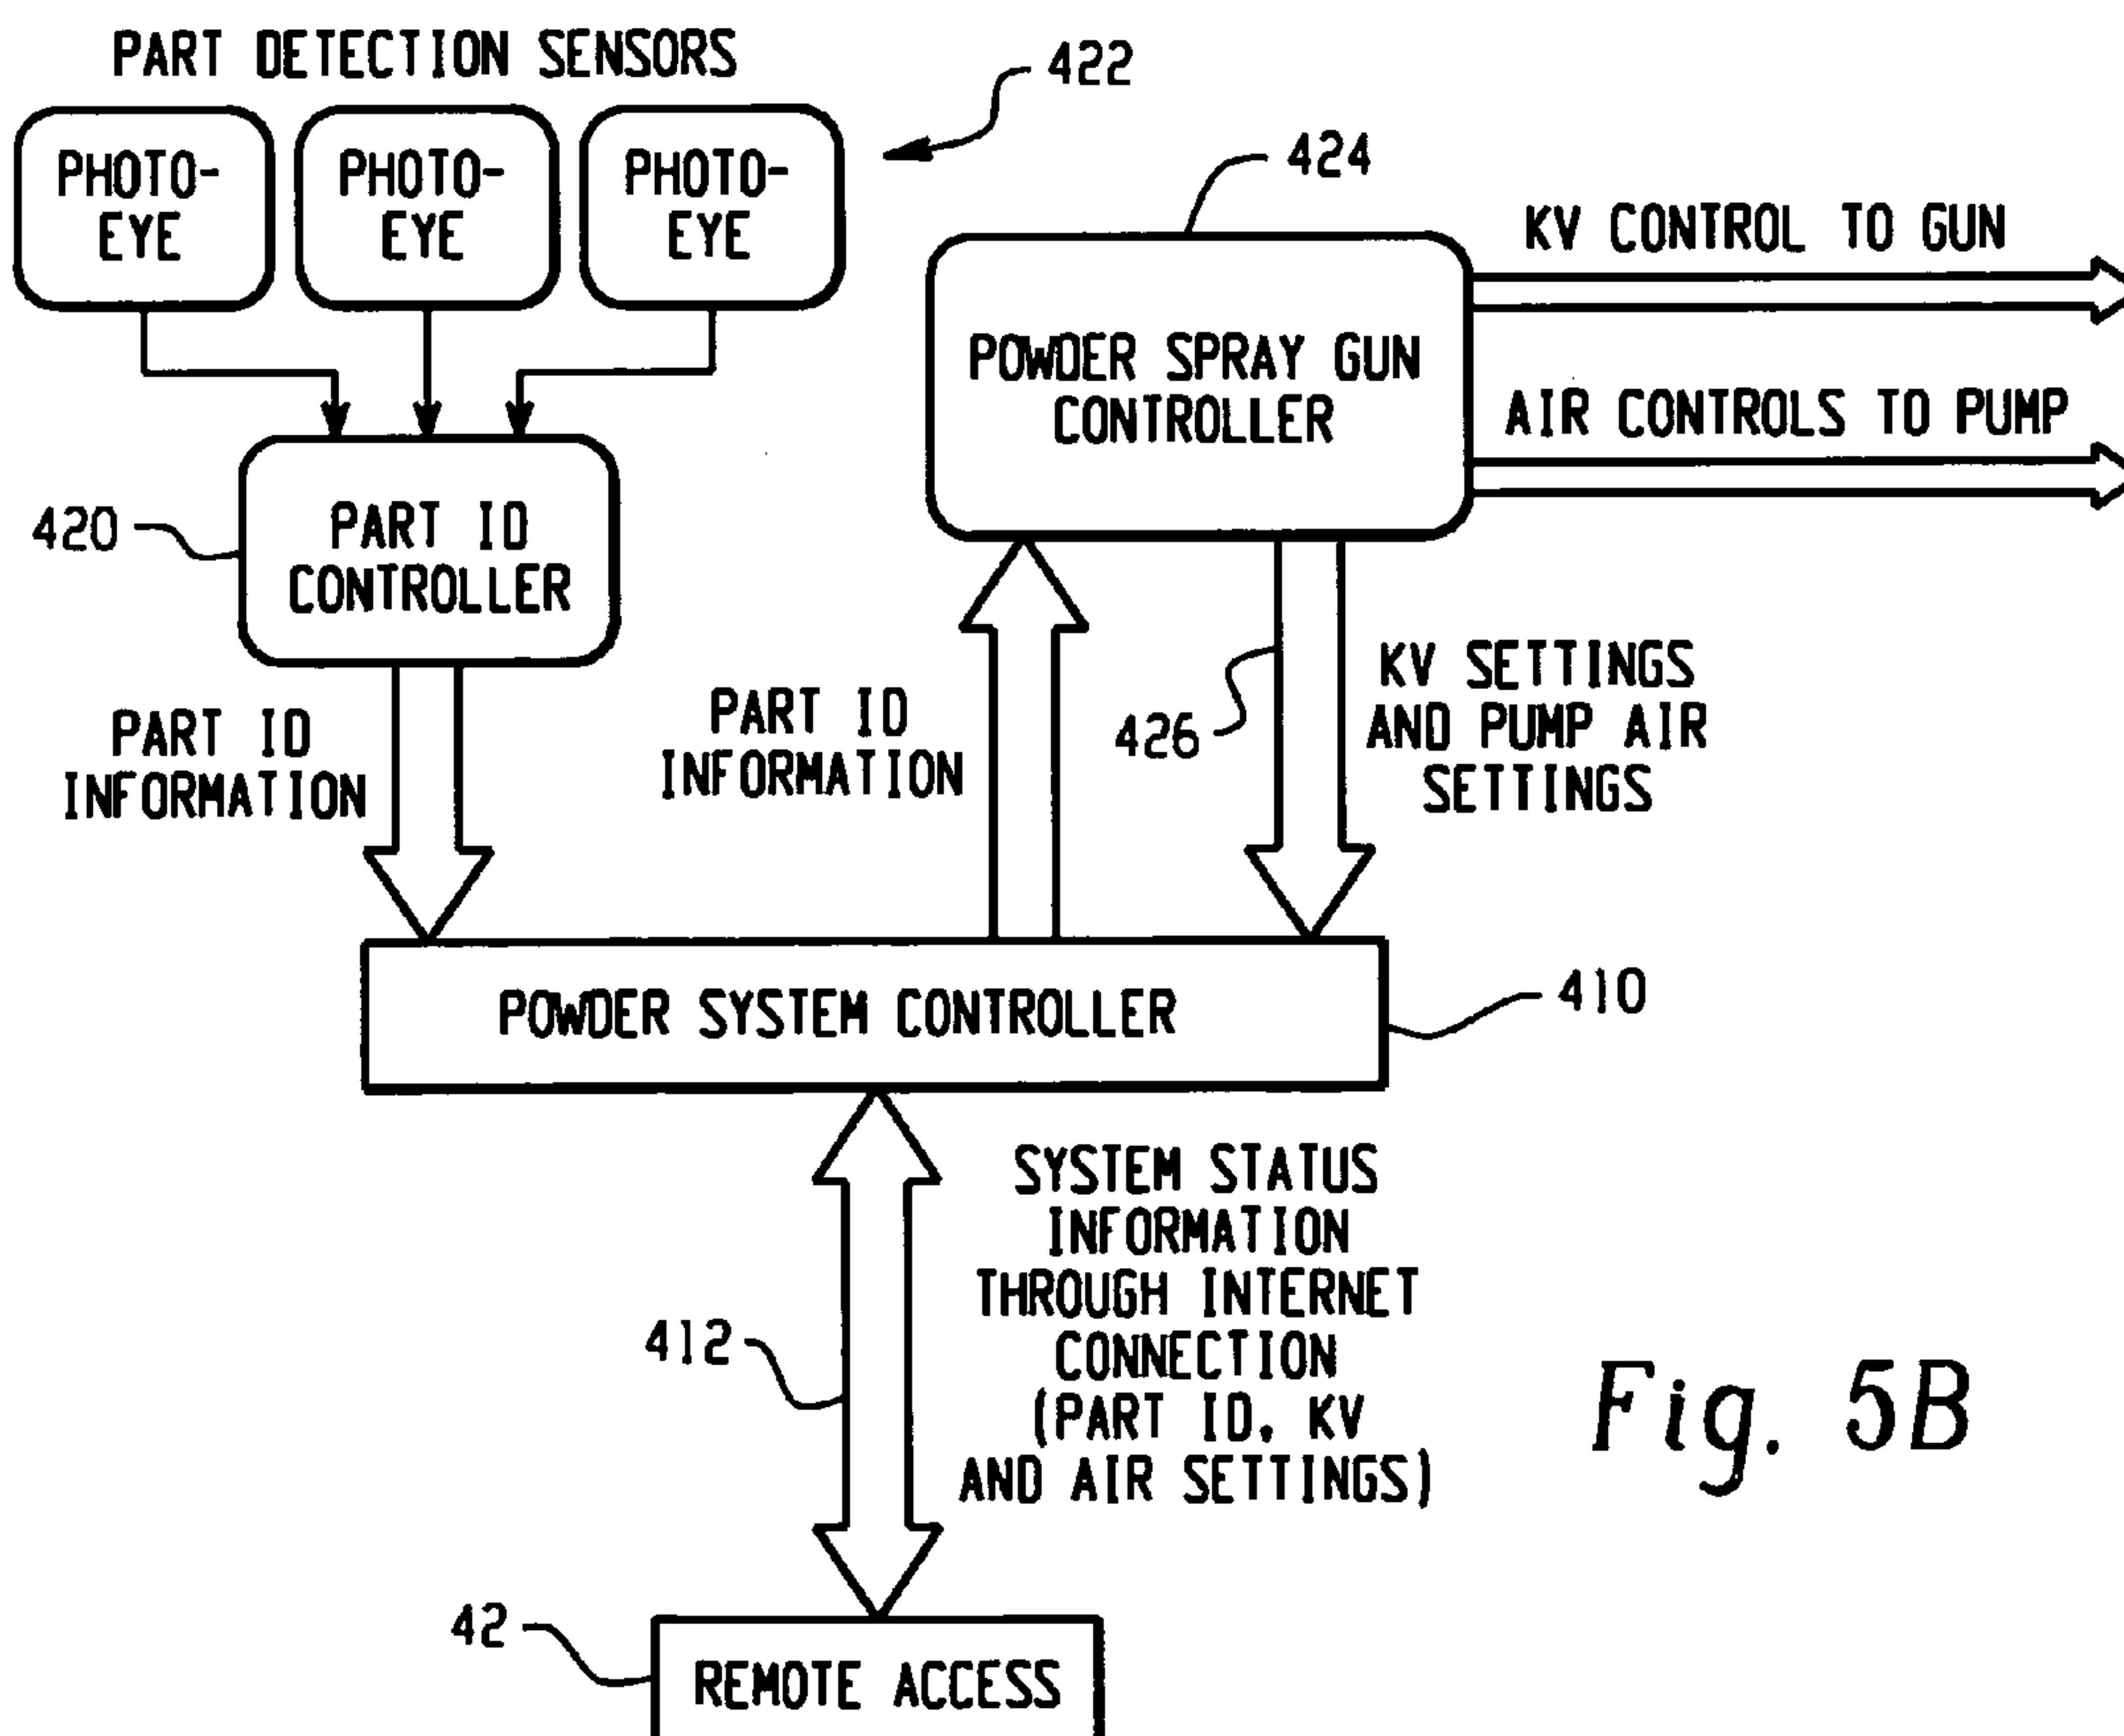 PART DETECTION SENSORS
422
PHOTO-
EYE
PHOTO-
EYE
PHOTO-
EYE
424
KV CONTROL TO GUN
POWDER SPRAY GUN
CONTROLLER
AIR CONTROLS TO PUMP
420
PART ID
CONTROLLER
PART ID
INFORMATION
PART ID
INFORMATION
426
KV SETTINGS
AND PUMP AIR
SETTINGS
POWDER SYSTEM CONTROLLER
410
SYSTEM STATUS
INFORMATION
THROUGH INTERNET
CONNECTION
(PART ID, KV
AND AIR SETTINGS)
412
Fig. 5B
42
REMOTE ACCESS